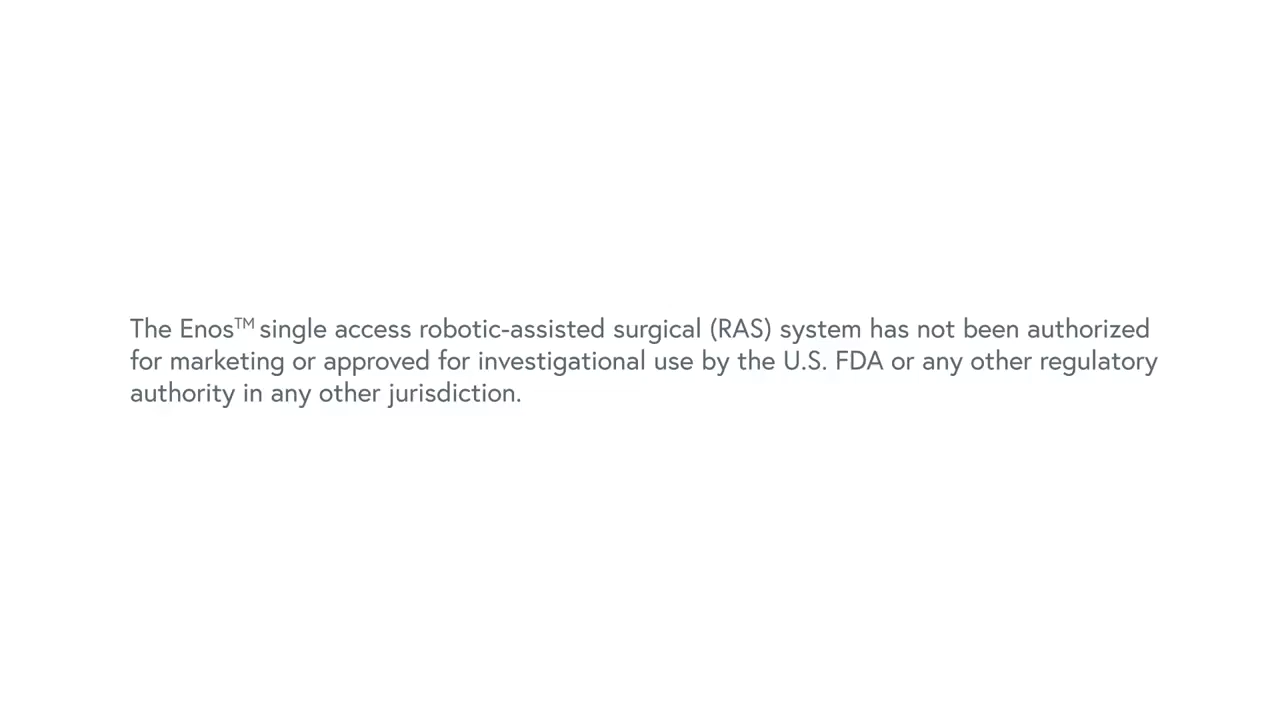 The Enos™ single access robotic-assisted surgical (RAS) system has not been authorized
for marketing or approved for investigational use by the U.S. FDA or any other regulatory
authority in any other jurisdiction.